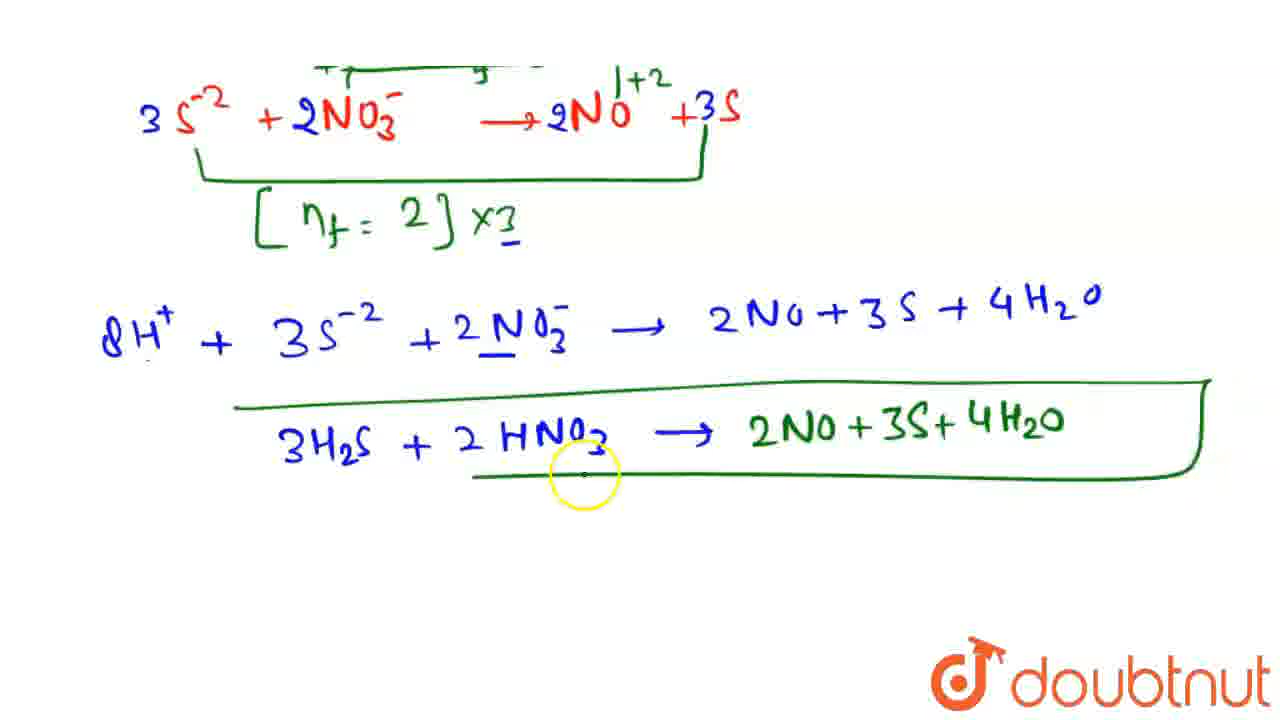 3S⁻² + 2NO₃⁻ → 2NO + 3S
+2
[n_f = 2] × 3
8H⁺ + 3S⁻² + 2NO₃⁻ → 2NO + 3S + 4H₂O
3H₂S + 2HNO₃ → 2NO + 3S + 4H₂O
doubtnut